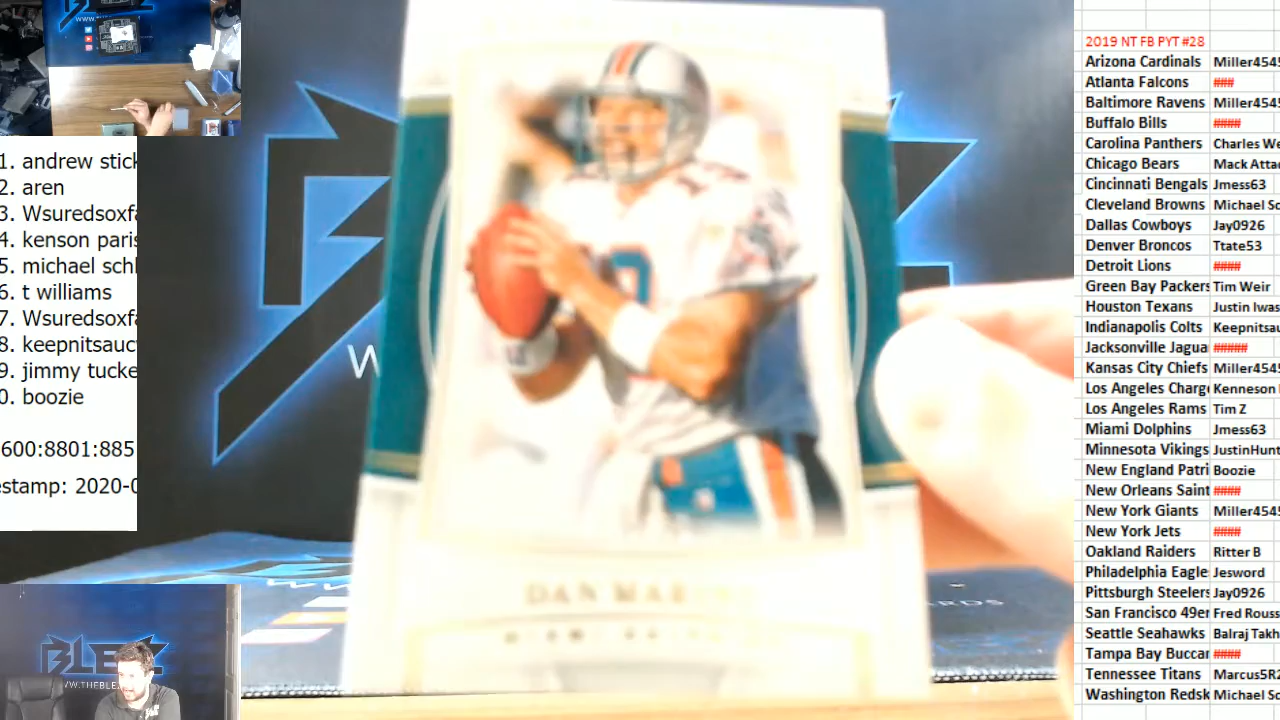 1. andrew stick
2. aren
3. Wsuredsoxfa
4. kenson paris
5. michael schl
6. t williams
7. Wsuredsoxfa
8. keepnitsauc
9. jimmy tucke
0. boozie
600:8801:885
estamp: 2020-0
DAN MAR
BLEZ
WWW.THEBLE
ARDS
2019 NT FB PYT #28
Arizona Cardinals Miller4545
Atlanta Falcons ###
Baltimore Ravens Miller4545
Buffalo Bills ####
Carolina Panthers Charles We
Chicago Bears Mack Attac
Cincinnati Bengals Jmess63
Cleveland Browns Michael Sc
Dallas Cowboys Jay0926
Denver Broncos Ttate53
Detroit Lions ####
Green Bay Packers Tim Weir
Houston Texans Justin Iwas
Indianapolis Colts Keepnitsau
Jacksonville Jagua #####
Kansas City Chiefs Miller4545
Los Angeles Charg Kenneson
Los Angeles Rams Tim Z
Miami Dolphins Jmess63
Minnesota Vikings JustinHunt
New England Patri Boozie
New Orleans Saint ####
New York Giants Miller4545
New York Jets ####
Oakland Raiders Ritter B
Philadelphia Eagle Jesword
Pittsburgh Steelers Jay0926
San Francisco 49er Fred Rouss
Seattle Seahawks Balraj Takh
Tampa Bay Buccar ####
Tennessee Titans Marcus5R2
Washington Redsk Michael Sc